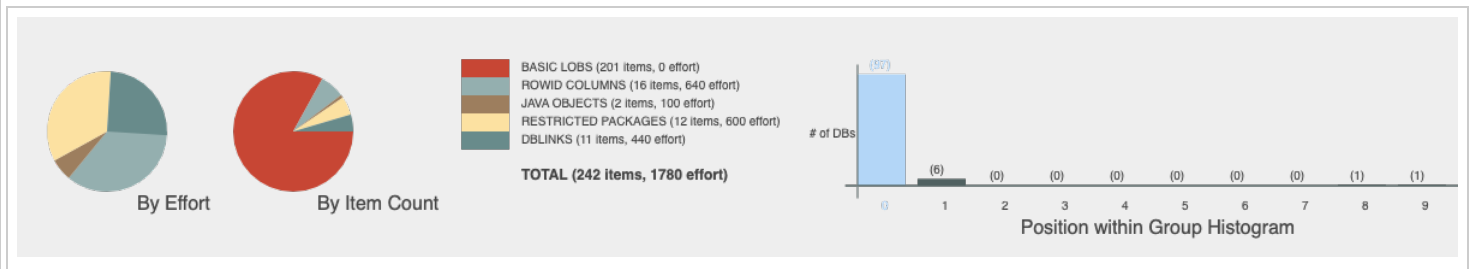 BASIC LOBS (201 items, 0 effort)
ROWID COLUMNS (16 items, 640 effort)
JAVA OBJECTS (2 items, 100 effort)
RESTRICTED PACKAGES (12 items, 600 effort)
DBLINKS (11 items, 440 effort)
TOTAL (242 items, 1780 effort)
By Effort
By Item Count
# of DBs
(97)
(6)
(0)
(0)
(0)
(0)
(0)
(0)
(1)
(1)
1
2
3
4
5
6
7
8
9
Position within Group Histogram